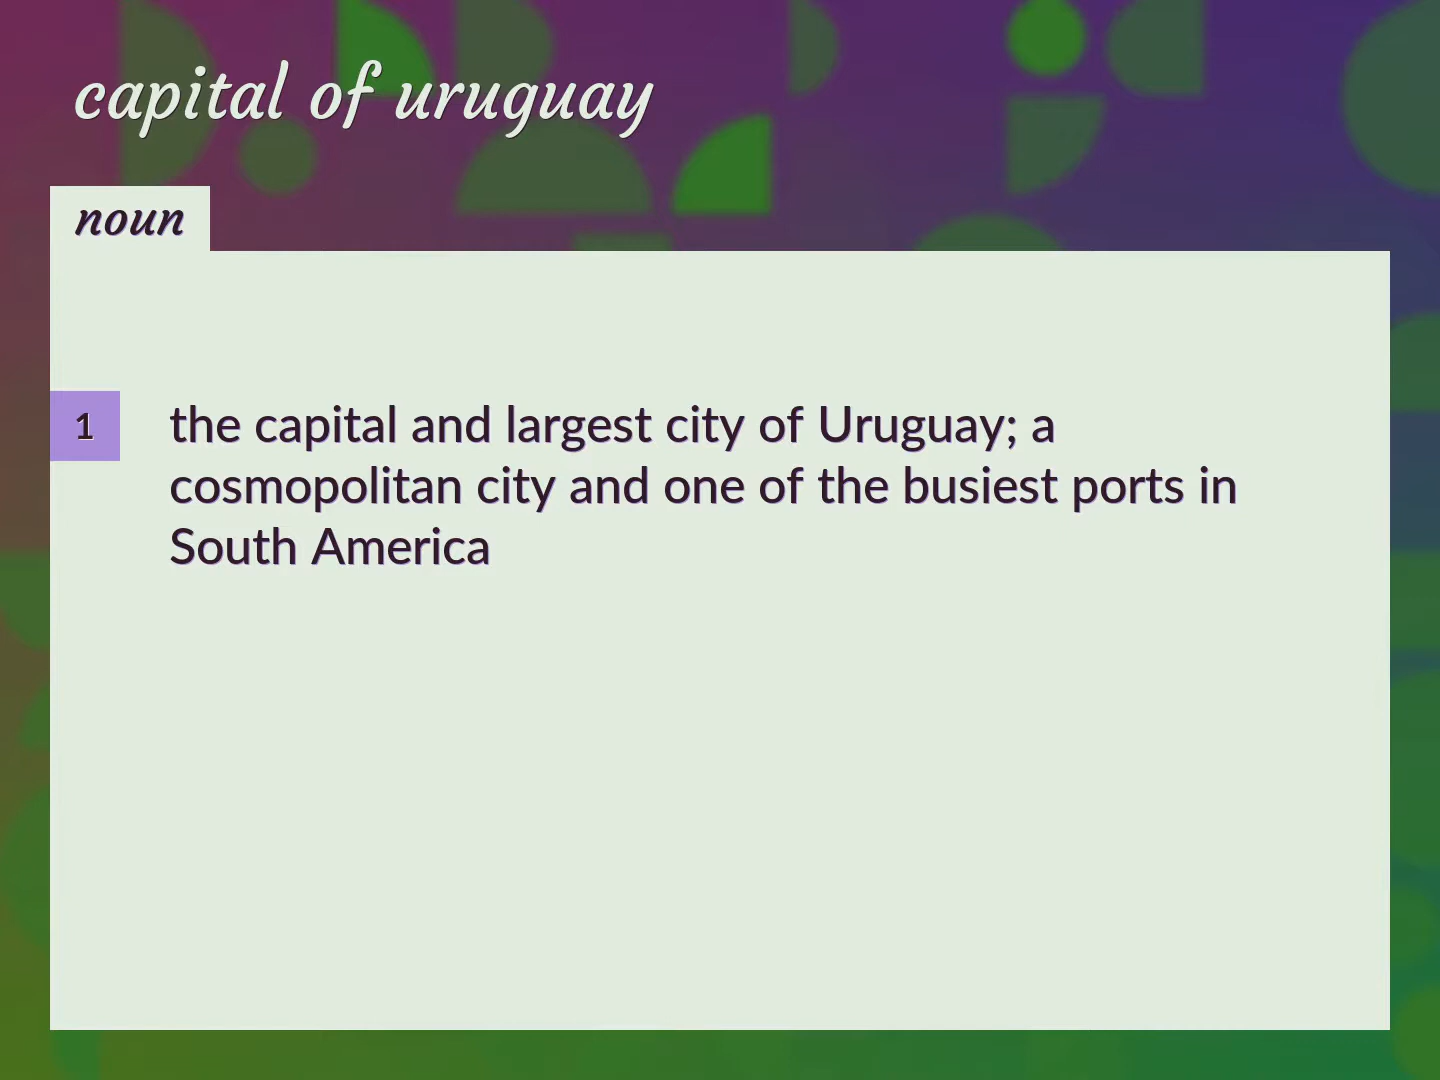 capital of uruguay
noun
1
the capital and largest city of Uruguay; a
cosmopolitan city and one of the busiest ports in
South America